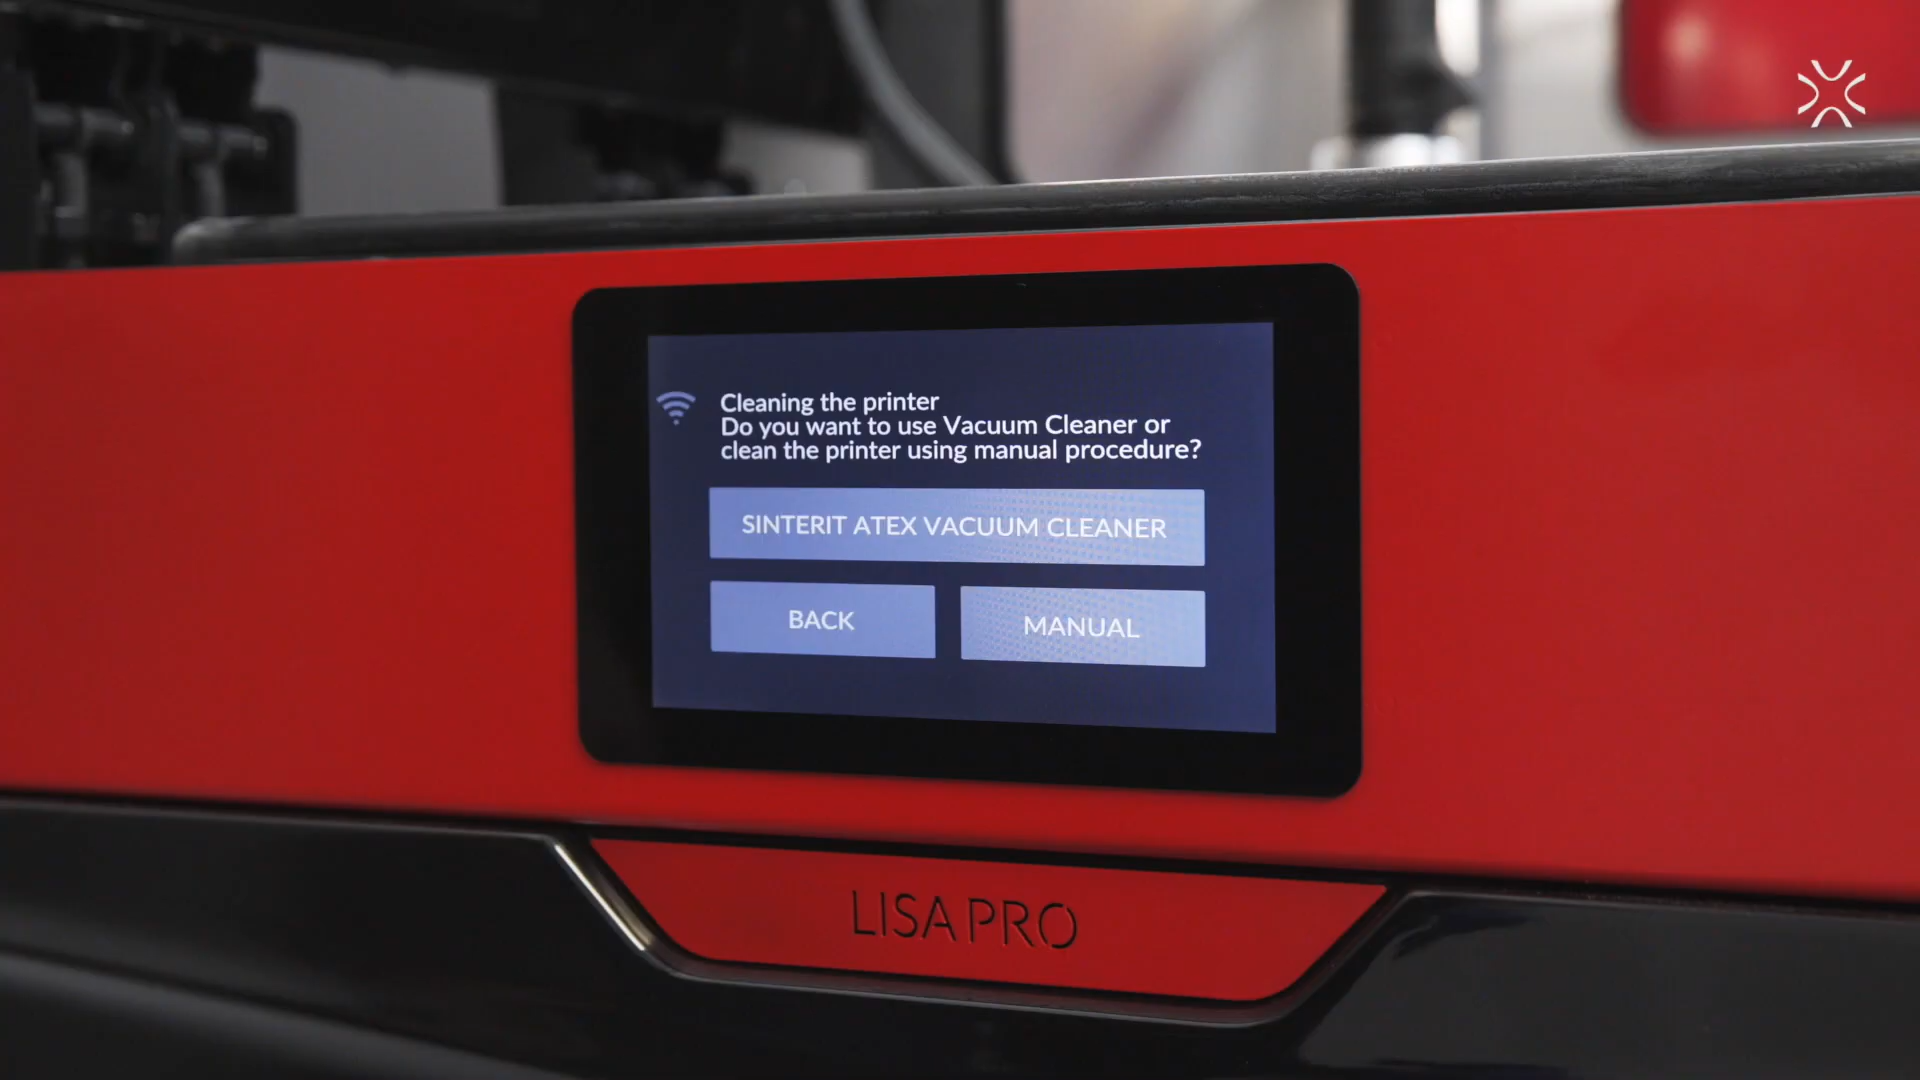 Cleaning the printer
Do you want to use Vacuum Cleaner or
clean the printer using manual procedure?
SINTERIT ATEX VACUUM CLEANER
BACK
MANUAL
LISA PRO